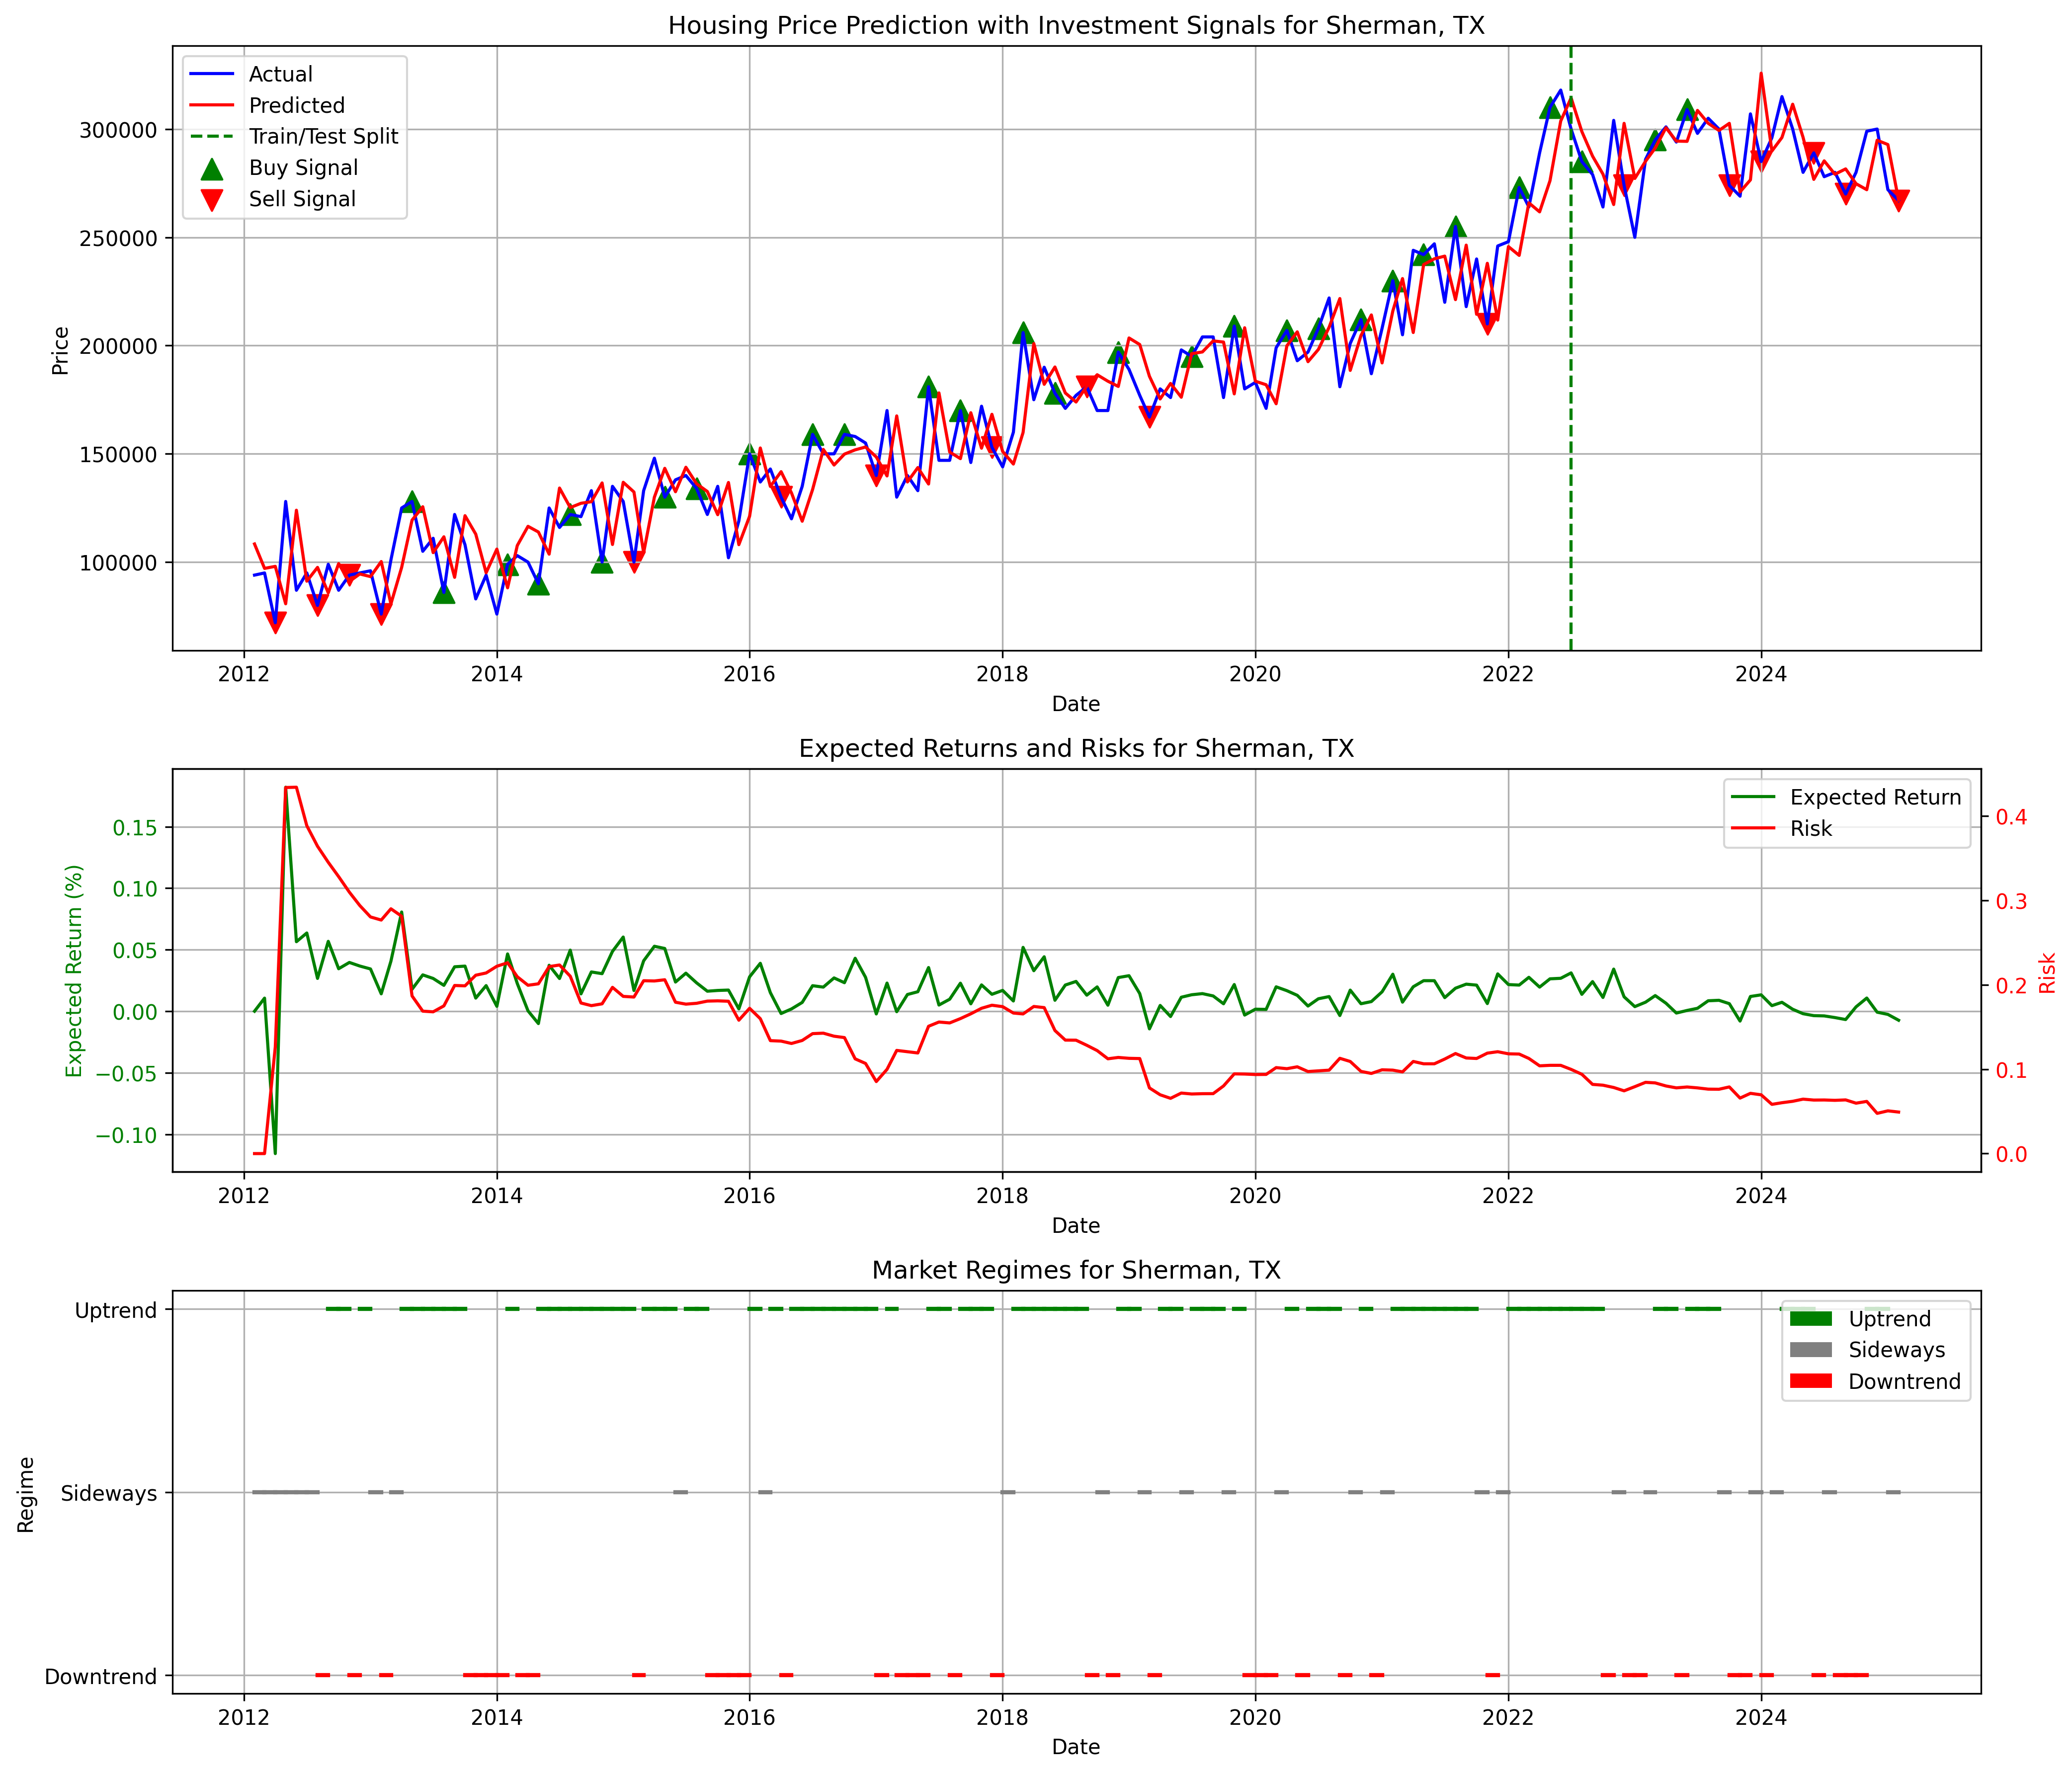 Housing Price Prediction with Investment Signals for Sherman, TX
Actual
Predicted
Train/Test Split
Buy Signal
Sell Signal
300000
250000
200000
150000
100000
Price
2012 2014 2016 2018 2020 2022 2024
Date
Expected Returns and Risks for Sherman, TX
Expected Return
Risk
0.15
0.10
0.05
0.00
−0.05
−0.10
Expected Return (%)
0.4
0.3
0.2
0.1
0.0
Risk
2012 2014 2016 2018 2020 2022 2024
Date
Market Regimes for Sherman, TX
Uptrend
Sideways
Downtrend
Uptrend
Sideways
Downtrend
Regime
2012 2014 2016 2018 2020 2022 2024
Date